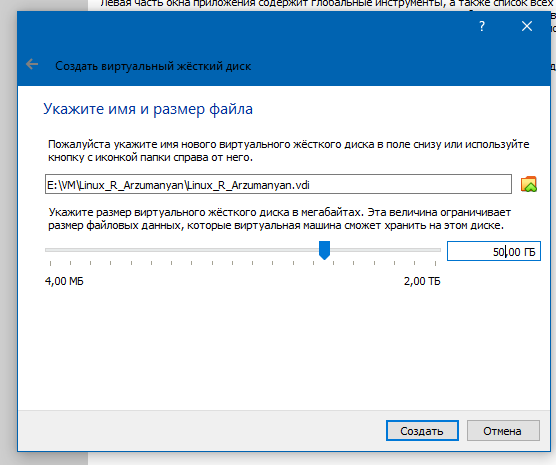 Левая часть окна приложения содержит глобальные инструменты, а также список всех
?
Создать виртуальный жёсткий диск
Укажите имя и размер файла
Пожалуйста укажите имя нового виртуального жёсткого диска в поле снизу или используйте
кнопку с иконкой папки справа от него.
E:\VM\Linux_R_Arzumanyan\Linux_R_Arzumanyan.vdi
Укажите размер виртуального жёсткого диска в мегабайтах. Эта величина ограничивает
размер файловых данных, которые виртуальная машина сможет хранить на этом диске.
50,00 ГБ
4,00 МБ
2,00 ТБ
Создать
Отмена